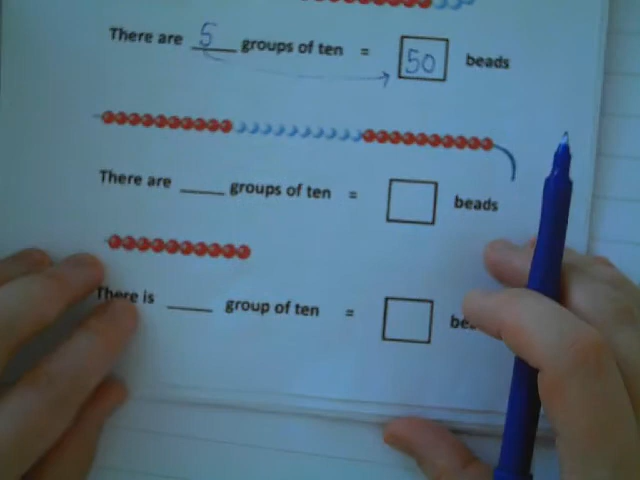 There are 5 groups of ten = 50 beads
There are ____ groups of ten = beads
There is ____ group of ten =